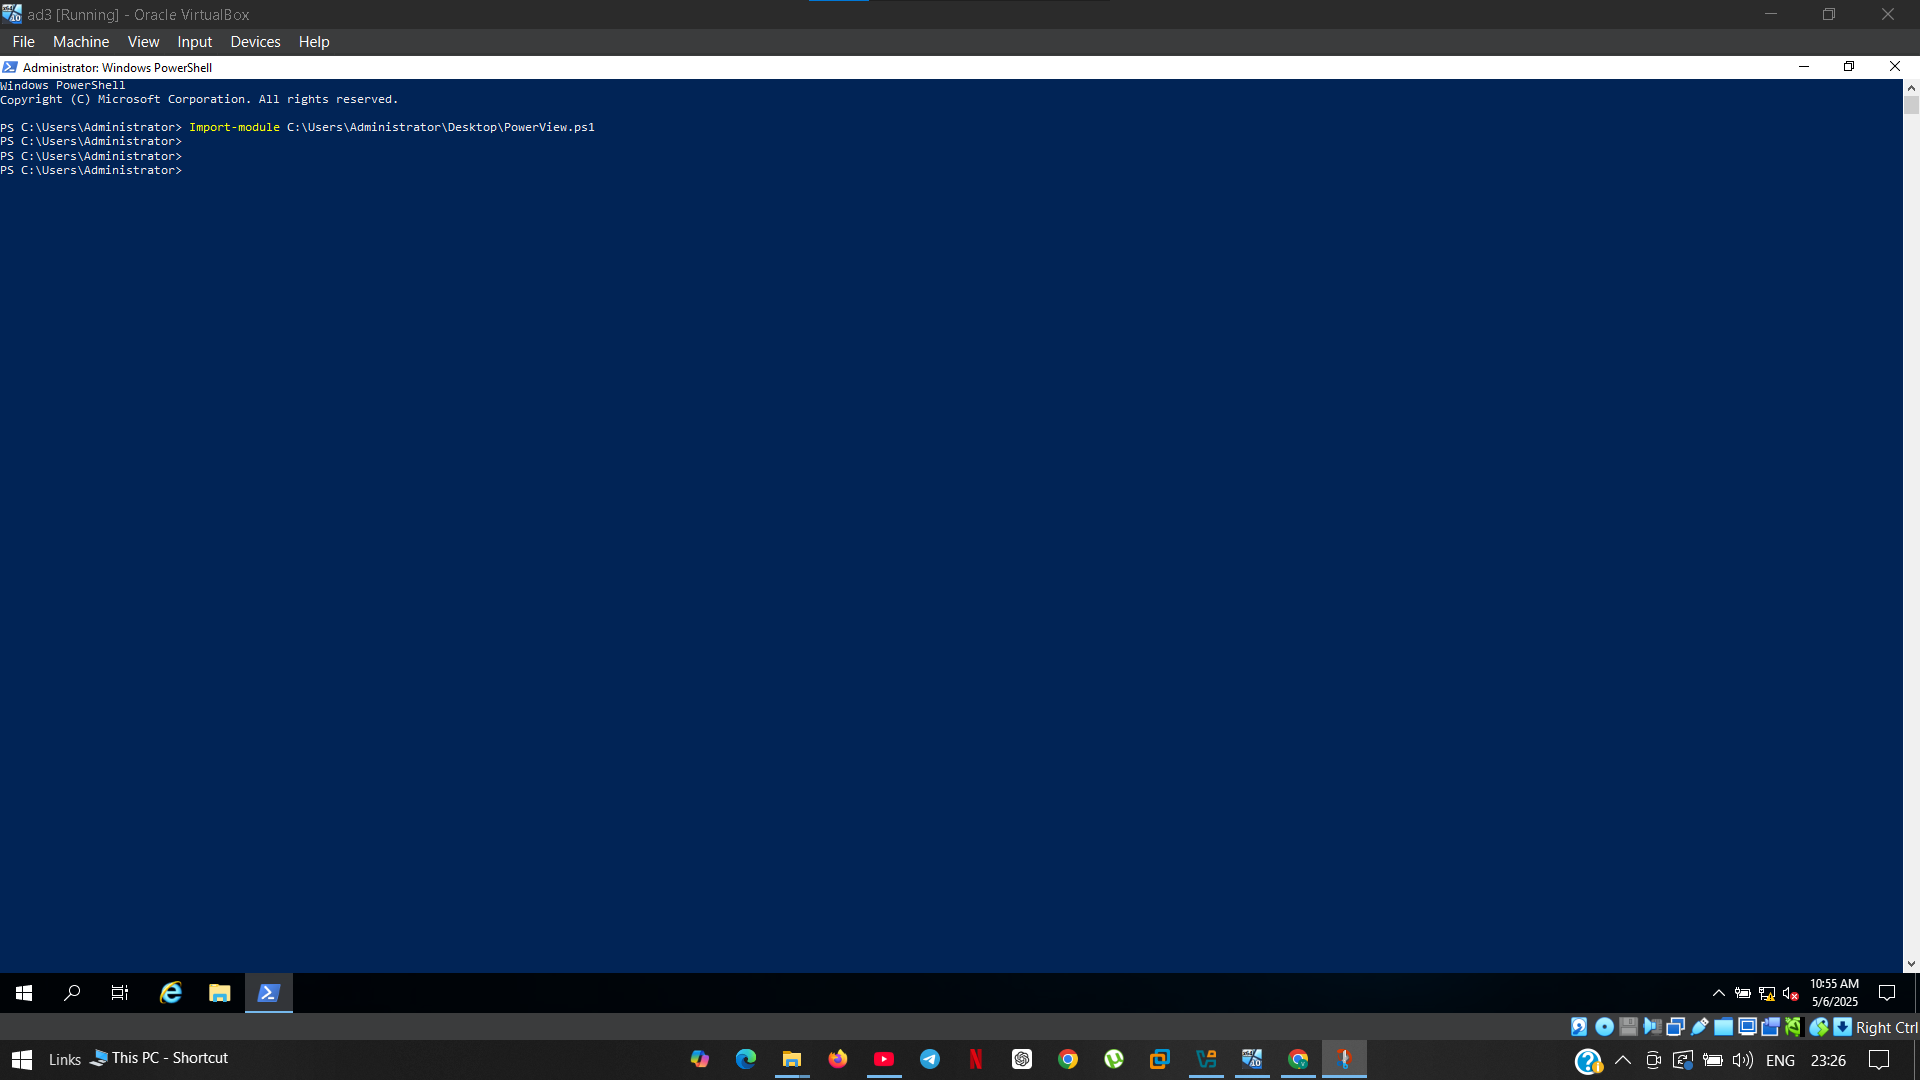 ad3 [Running] - Oracle VirtualBox
File Machine View Input Devices Help
Administrator: Windows PowerShell
Windows PowerShell
Copyright (C) Microsoft Corporation. All rights reserved.
PS C:\Users\Administrator> Import-module C:\Users\Administrator\Desktop\PowerView.ps1
PS C:\Users\Administrator>
PS C:\Users\Administrator>
PS C:\Users\Administrator>
10:55 AM
5/6/2025
Right Ctrl
Links This PC - Shortcut
ENG 23:26